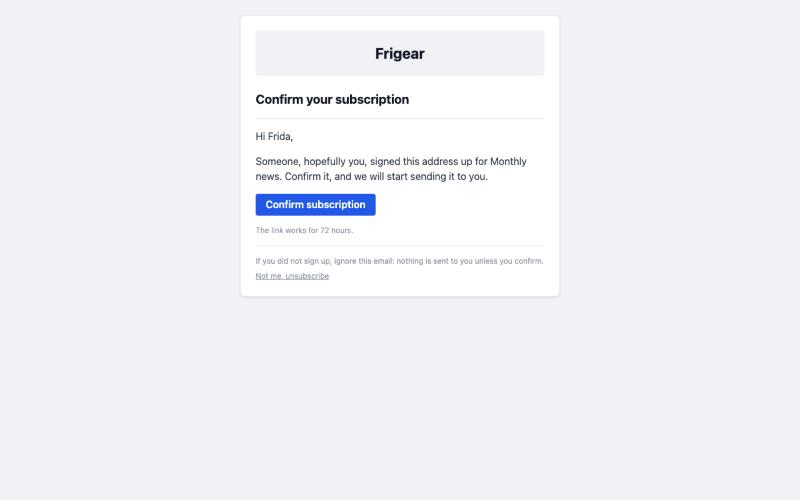 Frigear
Confirm your subscription
Hi Frida,
Someone, hopefully you, signed this address up for Monthly
news. Confirm it, and we will start sending it to you.
Confirm subscription
The link works for 72 hours.
If you did not sign up, ignore this email: nothing is sent to you unless you confirm.
Not me, unsubscribe